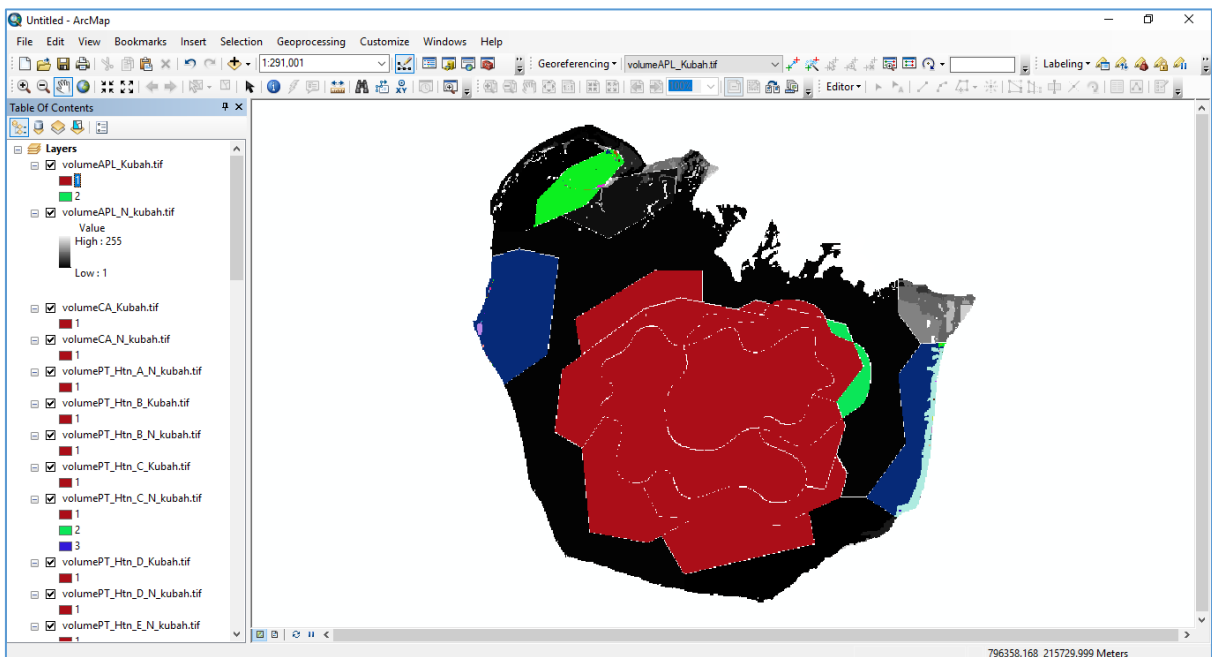 Untitled - ArcMap
File Edit View Bookmarks Insert Selection Geoprocessing Customize Windows Help
1:291,001 Georeferencing volumeAPL_Kubah.tif Labeling
100% Editor
Table Of Contents
Layers
volumeAPL_Kubah.tif
1
2
volumeAPL_N_kubah.tif
Value
High : 255
Low : 1
volumeCA_Kubah.tif
1
volumeCA_N_kubah.tif
1
volumePT_Htn_A_N_kubah.tif
1
volumePT_Htn_B_Kubah.tif
1
volumePT_Htn_B_N_kubah.tif
1
volumePT_Htn_C_Kubah.tif
1
volumePT_Htn_C_N_kubah.tif
1
2
3
volumePT_Htn_D_Kubah.tif
1
volumePT_Htn_D_N_kubah.tif
1
volumePT_Htn_E_N_kubah.tif
1
796358.168 215729.999 Meters